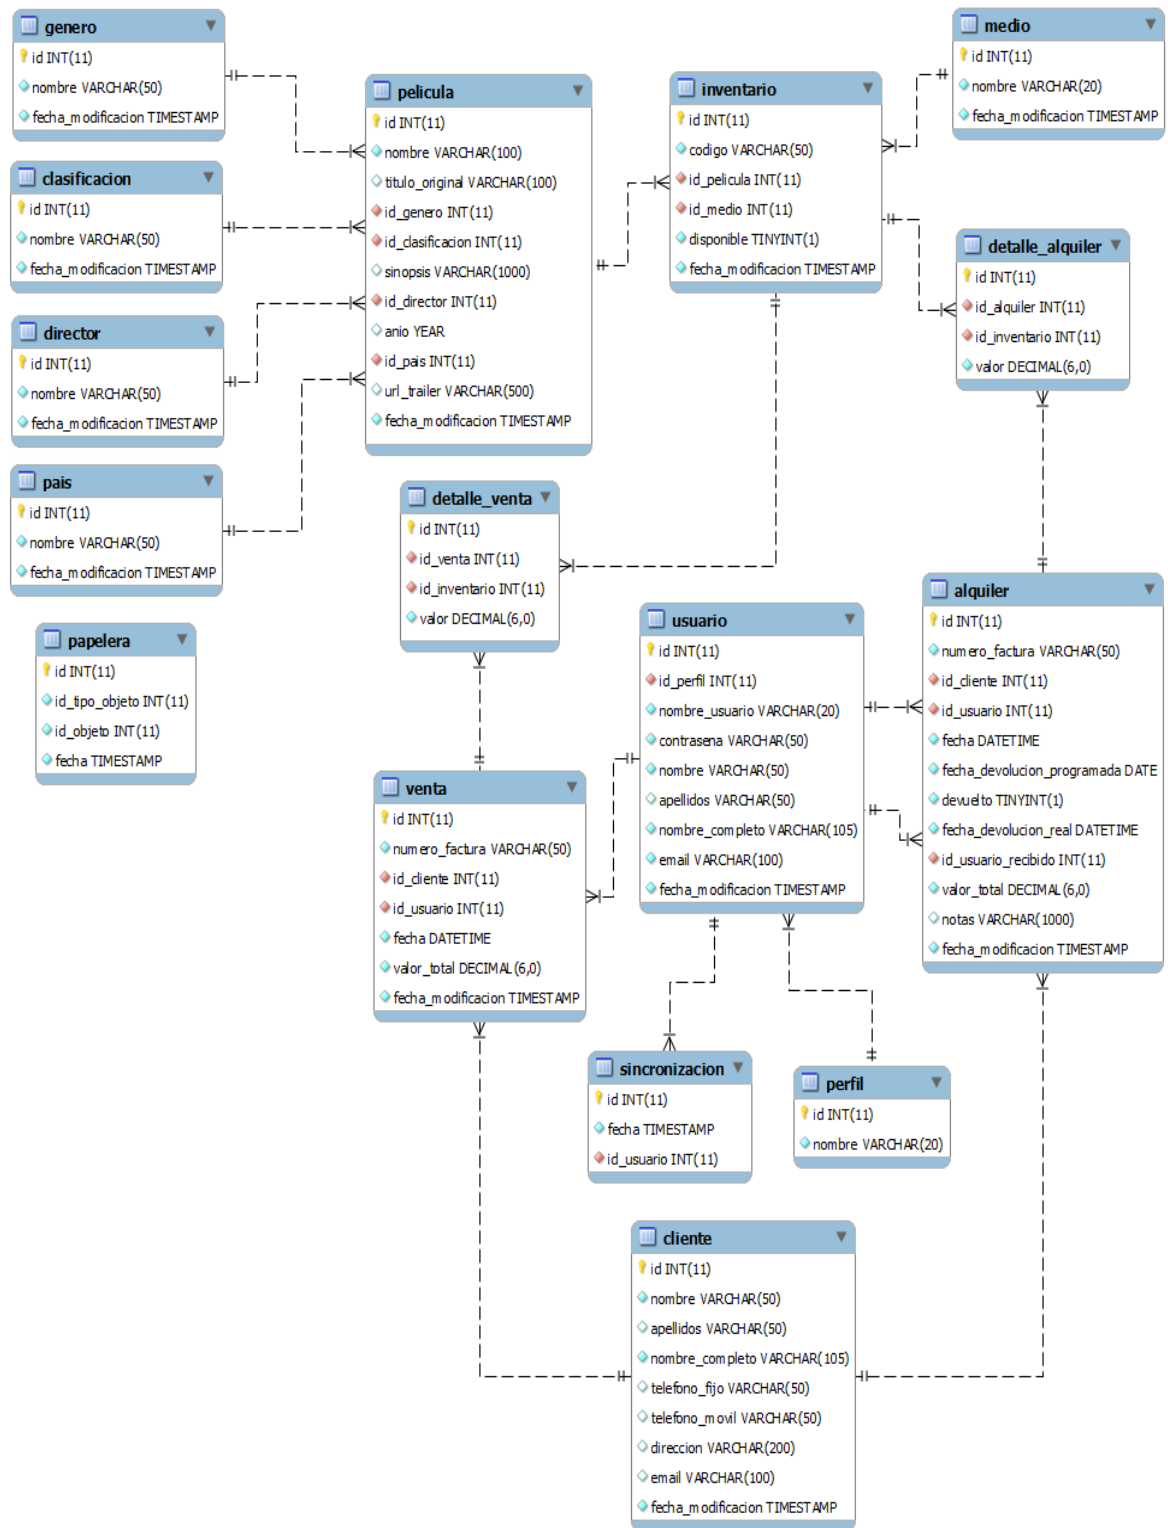 genero
id INT(11)
nombre VARCHAR(50)
fecha_modificacion TIMESTAMP
clasificacion
id INT(11)
nombre VARCHAR(50)
fecha_modificacion TIMESTAMP
director
id INT(11)
nombre VARCHAR(50)
fecha_modificacion TIMESTAMP
pais
id INT(11)
nombre VARCHAR(50)
fecha_modificacion TIMESTAMP
papelera
id INT(11)
id_tipo_objeto INT(11)
id_objeto INT(11)
fecha TIMESTAMP
pelicula
id INT(11)
nombre VARCHAR(100)
titulo_original VARCHAR(100)
id_genero INT(11)
id_clasificacion INT(11)
sinopsis VARCHAR(1000)
id_director INT(11)
anio YEAR
id_pais INT(11)
url_trailer VARCHAR(500)
fecha_modificacion TIMESTAMP
inventario
id INT(11)
codigo VARCHAR(50)
id_pelicula INT(11)
id_medio INT(11)
disponible TINYINT(1)
fecha_modificacion TIMESTAMP
medio
id INT(11)
nombre VARCHAR(20)
fecha_modificacion TIMESTAMP
detalle_alquiler
id INT(11)
id_alquiler INT(11)
id_inventario INT(11)
valor DECIMAL(6,0)
detalle_venta
id INT(11)
id_venta INT(11)
id_inventario INT(11)
valor DECIMAL(6,0)
venta
id INT(11)
numero_factura VARCHAR(50)
id_cliente INT(11)
id_usuario INT(11)
fecha DATETIME
valor_total DECIMAL(6,0)
fecha_modificacion TIMESTAMP
usuario
id INT(11)
id_perfil INT(11)
nombre_usuario VARCHAR(20)
contrasena VARCHAR(50)
nombre VARCHAR(50)
apellidos VARCHAR(50)
nombre_completo VARCHAR(105)
email VARCHAR(100)
fecha_modificacion TIMESTAMP
alquiler
id INT(11)
numero_factura VARCHAR(50)
id_cliente INT(11)
id_usuario INT(11)
fecha DATETIME
fecha_devolucion_programada DATE
devuelto TINYINT(1)
fecha_devolucion_real DATETIME
id_usuario_recibido INT(11)
valor_total DECIMAL(6,0)
notas VARCHAR(1000)
fecha_modificacion TIMESTAMP
sincronizacion
id INT(11)
fecha TIMESTAMP
id_usuario INT(11)
perfil
id INT(11)
nombre VARCHAR(20)
cliente
id INT(11)
nombre VARCHAR(50)
apellidos VARCHAR(50)
nombre_completo VARCHAR(105)
telefono_fijo VARCHAR(50)
telefono_movil VARCHAR(50)
direccion VARCHAR(200)
email VARCHAR(100)
fecha_modificacion TIMESTAMP